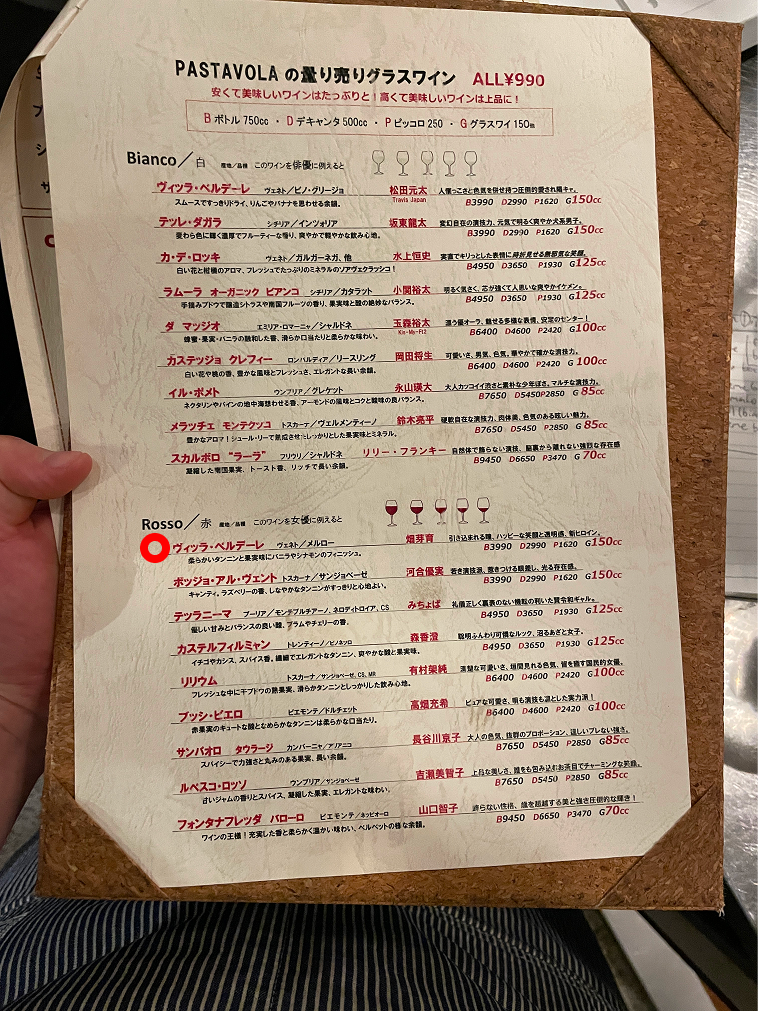 PASTAVOLA の量り売りグラスワイン ALL¥990
安くて美味しいワインはたっぷりと！高くて美味しいワインは上品に！
B ボトル 750cc ・ D デキャンタ 500cc ・ P ピッコロ 250 ・ G グラスワイ 150㎖
Bianco／白 産地/品種 このワインを俳優に例えると
ヴィッラ・ベルデーレ ヴェネト／ピノ・グリージョ 松田元太 人懐っこさと色気を併せ持つ圧倒的愛され陽キャ。
スムースですっきりドライ、りんごやバナナを思わせる余韻。 Travis Japan B3990 D2990 P1620 G150cc
テッレ・ダガラ シチリア／インツォリア 坂東龍太 変幻自在の演技力、元気で明るく爽やか犬系男子。
麦わら色に輝く濃厚でフルーティーな香り、爽やかで軽やかな飲み心地。 B3990 D2990 P1620 G150cc
カ・デ・ロッキ ヴェネト／ガルガーネガ、他 水上恒史 実直でキリっとした表情に時折見せる無邪気な笑顔。
白い花と柑橘のアロマ、フレッシュでたっぷりのミネラルのソアヴェクラッシコ！ B4950 D3650 P1930 G125cc
ラムーラ オーガニック ビアンコ シチリア／カタラット 小関裕太 明るく気さく、芯が強くて人思いな爽やかイケメン。
手摘みブドウで醸造シトラスや南国フルーツの香り、果実味と酸の絶妙なバランス。 B4950 D3650 P1930 G125cc
ダ マッジオ エミリア・ロマーニャ／シャルドネ 玉森裕太 漂う優オーラ、魅せる多様な表情、安定のセンター！
蜂蜜・果実・バニラの融和した香、滑らか口当たりと柔らかな味わい。 Kis-My-Ft2 B6400 D4600 P2420 G100cc
カステッジョ クレフィー ロンバルディア／リースリング 岡田将生 可愛いさ、男気、色気。華やかで確かな演技力。
白い花や桃の香、豊かな風味とフレッシュさ、エレガントな長い余韻。 B6400 D4600 P2420 G 100cc
イル・ポメト ウンブリア／グレケット 永山瑛大 大人カッコイイ渋さと素朴な少年ぽさ。マルチな演技力。
ネクタリンやパインの地中海想わせる香、アーモンドの風味とコクと酸味の良バランス。 B7650 D5450P2850 G 85cc
メラッチェ モンテクッコ トスカーナ／ヴェルメンティーノ 鈴木亮平 硬軟自在な演技力、肉体美、色気のある眩しい魅力。
豊かなアロマ！シュール・リーで熟成させたしっかりとした果実味とミネラル。 B7650 D5450 P2850 G 85cc
スカルボロ “ラーラ” フリウリ／シャルドネ リリー・フランキー 自然体で飾らない演技、脳裏から離れない強烈な存在感
凝縮した南国果実、トースト香、リッチで長い余韻。 B9450 D6650 P3470 G 70cc
Rosso／赤 産地/品種 このワインを女優に例えると
ヴィッラ・ベルデーレ ヴェネト／メルロー 畑芽育 引き込まれる瞳、ハッピーな笑顔と透明感、新ヒロイン。
柔らかいタンニンと果実味にバニラやシナモンのフィニッシュ。 B3990 D2990 P1620 G150cc
ポッジョ・アル・ヴェント トスカーナ／サンジョベーゼ 河合優実 若き演技派、惹きつける眼差し、光る存在感。
キャンティ。ラズベリーの香、しなやかなタンニンがすっきりと心地よい。 B3990 D2990 P1620 G150cc
テッラニーマ プーリア／モンテプルチアーノ、ネロディトロイア、CS みちょぱ 礼儀正しく裏表のない機転の利いた賢令和ギャル。
優しい甘みとバランスの良い酸、プラムやチェリーの香。 B4950 D3650 P1930 G125cc
カステルフィルミャン トレンティーノ／ピノネッロ 森香澄 聡明ふんわり可憐なルック、沼るあざと女子。
イチゴやカシス、スパイス香。繊細でエレガントなタンニン、爽やかな酸と果実味。 B4950 D3650 P1930 G125cc
リリウム トスカーナ／サンジョベーゼ、CS、MR 有村架純 清楚な可愛いさ、垣間見れる色気、皆を癒す国民的女優。
フレッシュな中に干ブドウの熟果実、滑らかタンニンとしっかりした飲み心地。 B6400 D4600 P2420 G100cc
ブッシ・ピエロ ピエモンテ／ドルチェット 高畑充希 ピュアな可愛さ、唄も演技も凛とした実力派！
赤果実のキュートな酸となめらかなタンニンは柔らかな口当たり。 B6400 D4600 P2420 G100cc
サンパオロ タウラージ カンパーニャ／アリアニコ 長谷川京子 大人の色気、抜群のプロポーション、逞しいブレない強さ。
スパイシーで力強さと丸みのある果実、長い余韻。 B7650 D5450 P2850 G85cc
ルベスコ・ロッソ ウンブリア／サンジョベーゼ 吉瀬美智子 上品な美しさ、誰をも包み込むお茶目でチャーミングな笑顔。
甘いジャムの香りとスパイス、凝縮した果実、エレガントな味わい。 B7650 D5450 P2850 G85cc
フォンタナフレッダ バローロ ピエモンテ／ネッビオーロ 山口智子 誇らない性格、歳を超越する美と強さ圧倒的な輝き！
ワインの王様！充実した香と柔らかく温かい味わい、ベルベットの様な余韻。 B9450 D6650 P3470 G70cc